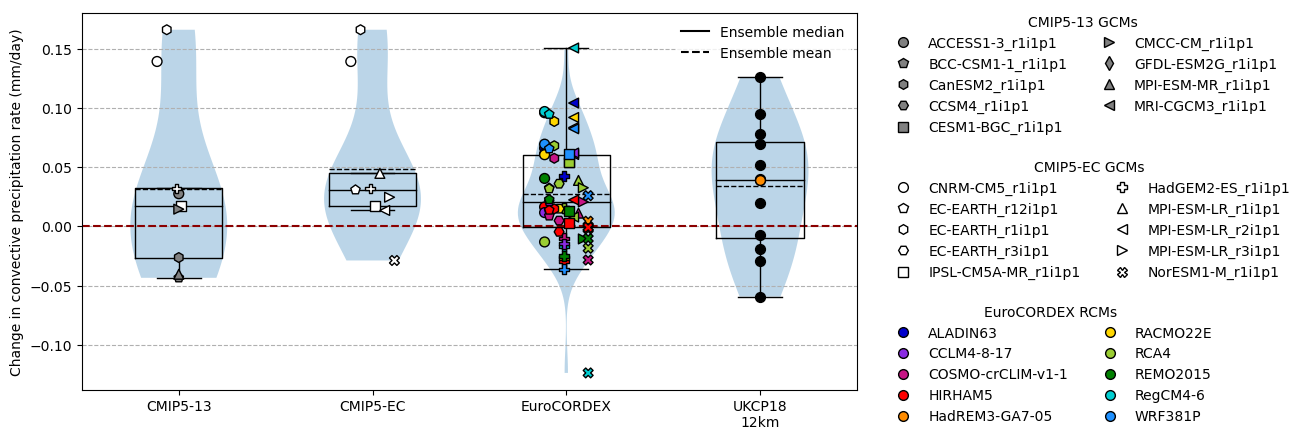 Change in convective precipitation rate (mm/day)
0.15
0.10
0.05
0.00
−0.05
−0.10
CMIP5-13
CMIP5-EC
EuroCORDEX
UKCP18
12km
Ensemble median
Ensemble mean
CMIP5-13 GCMs
ACCESS1-3_r1i1p1
BCC-CSM1-1_r1i1p1
CanESM2_r1i1p1
CCSM4_r1i1p1
CESM1-BGC_r1i1p1
CMCC-CM_r1i1p1
GFDL-ESM2G_r1i1p1
MPI-ESM-MR_r1i1p1
MRI-CGCM3_r1i1p1
CMIP5-EC GCMs
CNRM-CM5_r1i1p1
EC-EARTH_r12i1p1
EC-EARTH_r1i1p1
EC-EARTH_r3i1p1
IPSL-CM5A-MR_r1i1p1
HadGEM2-ES_r1i1p1
MPI-ESM-LR_r1i1p1
MPI-ESM-LR_r2i1p1
MPI-ESM-LR_r3i1p1
NorESM1-M_r1i1p1
EuroCORDEX RCMs
ALADIN63
CCLM4-8-17
COSMO-crCLIM-v1-1
HIRHAM5
HadREM3-GA7-05
RACMO22E
RCA4
REMO2015
RegCM4-6
WRF381P